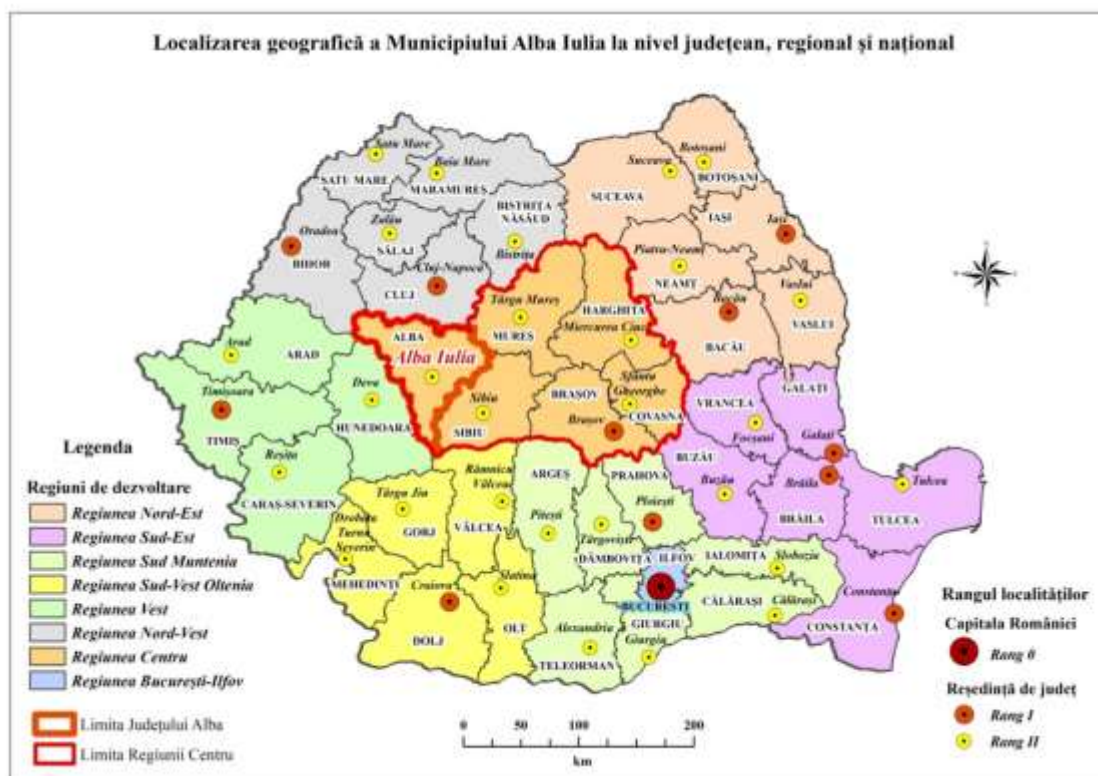 Localizarea geografică a Municipiului Alba Iulia la nivel județean, regional și național
Satu Mare
SATU MARE
Baia Mare
MARAMUREȘ
Botoșani
BOTOȘANI
Suceava
SUCEAVA
BISTRIȚA
NĂSĂUD
Bistrița
Zalău
SĂLAJ
Oradea
BIHOR
Cluj-Napoca
CLUJ
IAȘI
Iași
Piatra-Neamț
NEAMȚ
Vaslui
VASLUI
Bacău
BACĂU
Târgu Mureș
MUREȘ
HARGHITA
Miercurea Ciuc
ALBA
Alba Iulia
Arad
ARAD
Timișoara
TIMIȘ
Deva
HUNEDOARA
Sibiu
SIBIU
BRAȘOV
Brașov
Sfântu
Gheorghe
COVASNA
VRANCEA
Focșani
GALAȚI
Galați
Reșița
CARAȘ-SEVERIN
Râmnicu
Vâlcea
VÂLCEA
Târgu Jiu
GORJ
ARGEȘ
Pitești
PRAHOVA
Ploiești
BUZĂU
Buzău
Brăila
BRĂILA
Tulcea
TULCEA
Drobeta
Turnu
Severin
MEHEDINȚI
Târgoviște
DÂMBOVIȚA
ILFOV
IALOMIȚA
Slobozia
Craiova
DOLJ
Slatina
OLT
BUCUREȘTI
CĂLĂRAȘI
Călărași
Constanța
CONSTANȚA
Alexandria
TELEORMAN
GIURGIU
Giurgiu
Legenda
Regiuni de dezvoltare
Regiunea Nord-Est
Regiunea Sud-Est
Regiunea Sud Muntenia
Regiunea Sud-Vest Oltenia
Regiunea Vest
Regiunea Nord-Vest
Regiunea Centru
Regiunea București-Ilfov
Limita Județului Alba
Limita Regiunii Centru
0 50 100 200
km
Rangul localităților
Capitala României
Rang 0
Reședință de județ
Rang I
Rang II